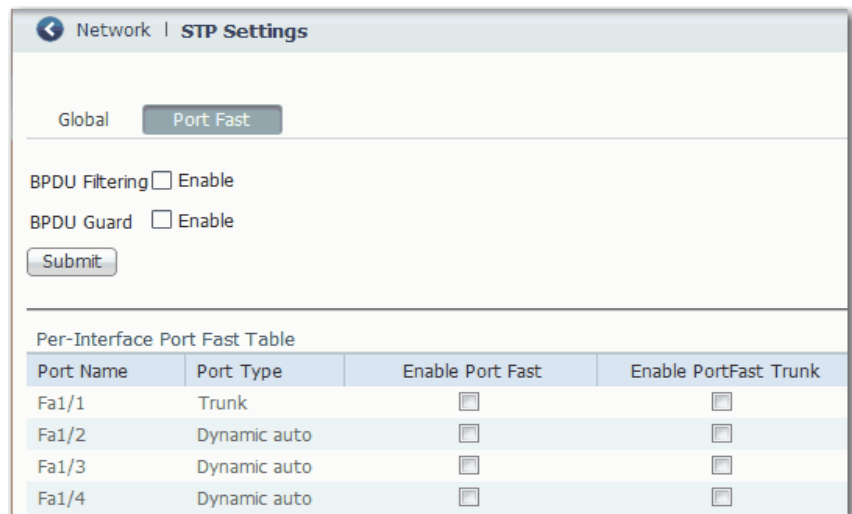 Network | STP Settings
Global Port Fast
BPDU Filtering Enable
BPDU Guard Enable
Submit
Per-Interface Port Fast Table
Port Name Port Type Enable Port Fast Enable PortFast Trunk
Fa1/1 Trunk
Fa1/2 Dynamic auto
Fa1/3 Dynamic auto
Fa1/4 Dynamic auto